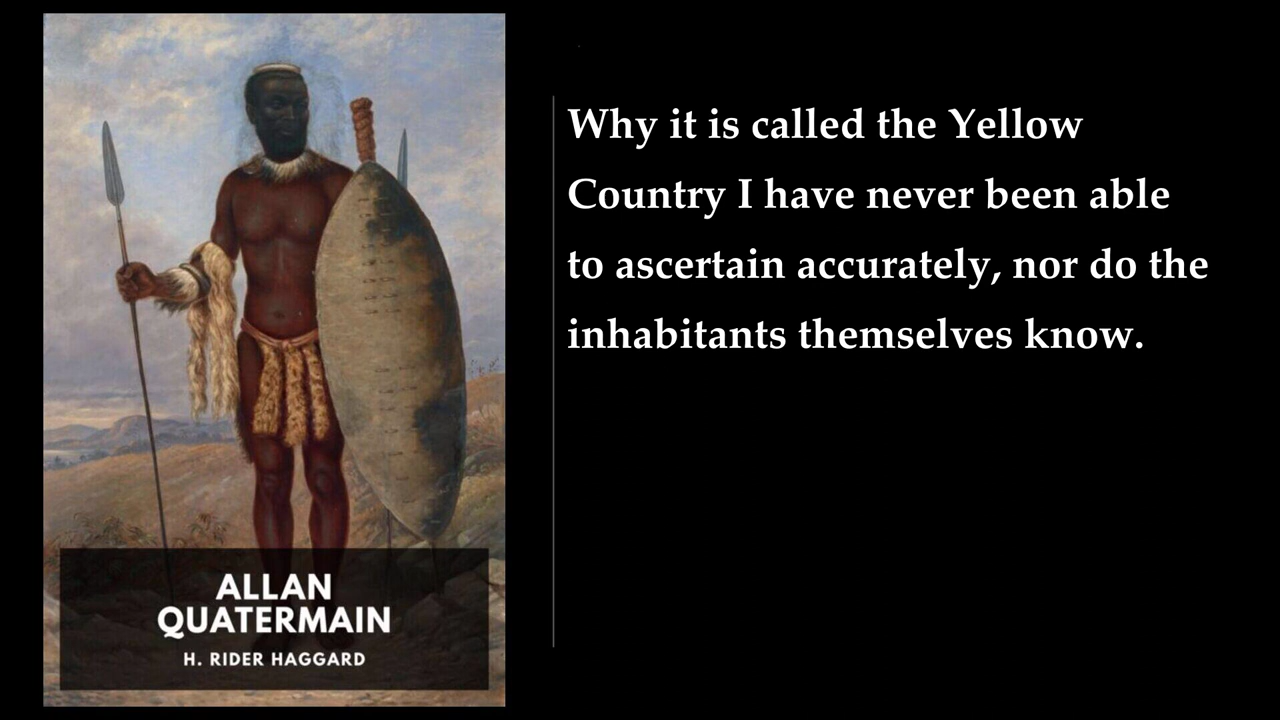 Why it is called the Yellow
Country I have never been able
to ascertain accurately, nor do the
inhabitants themselves know.
ALLAN
QUATERMAIN
H. RIDER HAGGARD